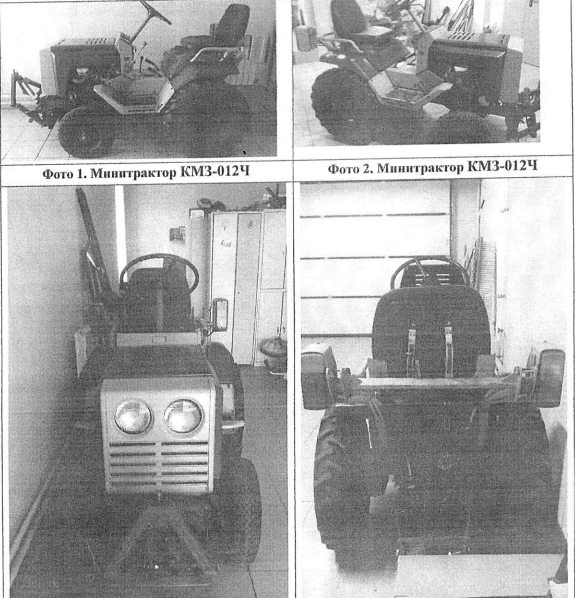 Фото 1. Минитрактор КМЗ-012Ч
Фото 2. Минитрактор КМЗ-012Ч